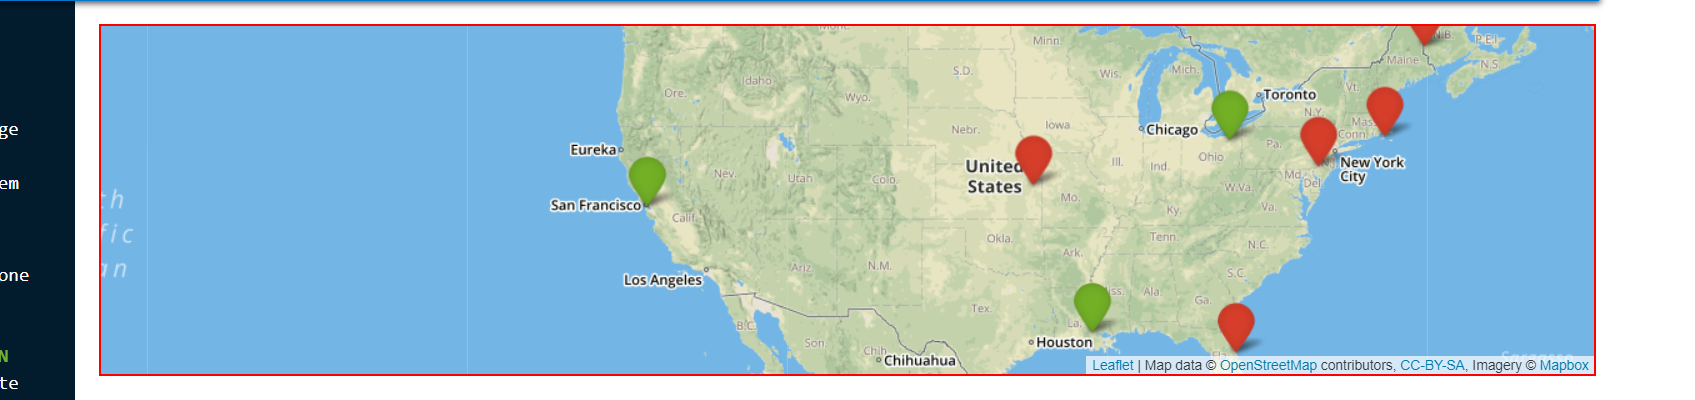 ge
em
one
N
te
Mont.
Minn.
N.B.
P.E.I.
Maine
N.S.
Idaho
S.D.
Wis.
Mich.
Vt.
Ore.
Wyo.
Toronto
N.Y.
Mass
Nebr.
Iowa
Chicago
Conn
Eureka
Ill.
Ind.
Ohio
Pa.
New York
City
United
States
Nev.
Utah
Colo.
Mo.
W.Va.
Md
Del
San Francisco
Calif.
Ky.
Va.
th
fic
an
Okla.
Ark.
Tenn.
N.C.
Los Angeles
Ariz.
N.M.
S.C.
Miss.
Ala.
Ga.
B.C.
Tex.
La.
Son.
Chih.
Chihuahua
Houston
Fla.
Sargasso
Leaflet | Map data © OpenStreetMap contributors, CC-BY-SA, Imagery © Mapbox